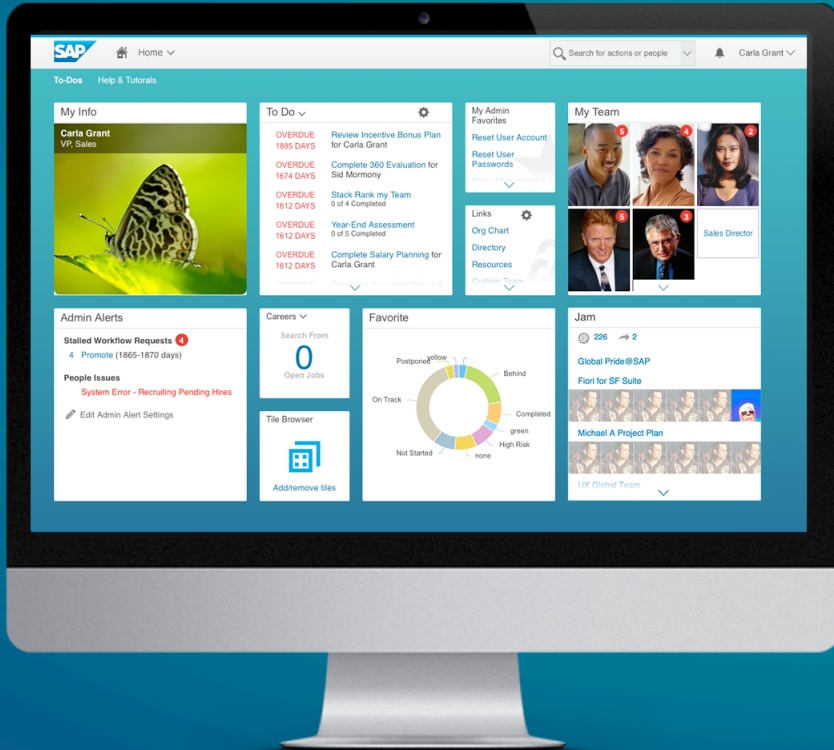 SAP
Home
Search for actions or people
Carla Grant
To-Dos Help & Tutorals
My Info
Carla Grant
VP, Sales
To Do
OVERDUE Review Incentive Bonus Plan
1885 DAYS for Carla Grant
OVERDUE Complete 360 Evaluation for
1674 DAYS Sid Mormony
OVERDUE Stack Rank my Team
1612 DAYS 0 of 4 Completed
OVERDUE Year-End Assessment
1612 DAYS 0 of 5 Completed
OVERDUE Complete Salary Planning for
1612 DAYS Carla Grant
My Admin
Favorites
Reset User Account
Reset User
Passwords
Links
Org Chart
Directory
Resources
Custom Team
My Team
5
4
2
5
3
Sales Director
Admin Alerts
Stalled Workflow Requests 4
4 Promote (1865-1870 days)
People Issues
System Error - Recruiting Pending Hires
Edit Admin Alert Settings
Careers
Search From
0
Open Jobs
Tile Browser
Add/remove tiles
Favorite
Postponed
yellow
Behind
On Track
Completed
green
High Risk
Not Started
none
Jam
226 2
Global Pride@SAP
Fiori for SF Suite
Michael A Project Plan
UX Global Team